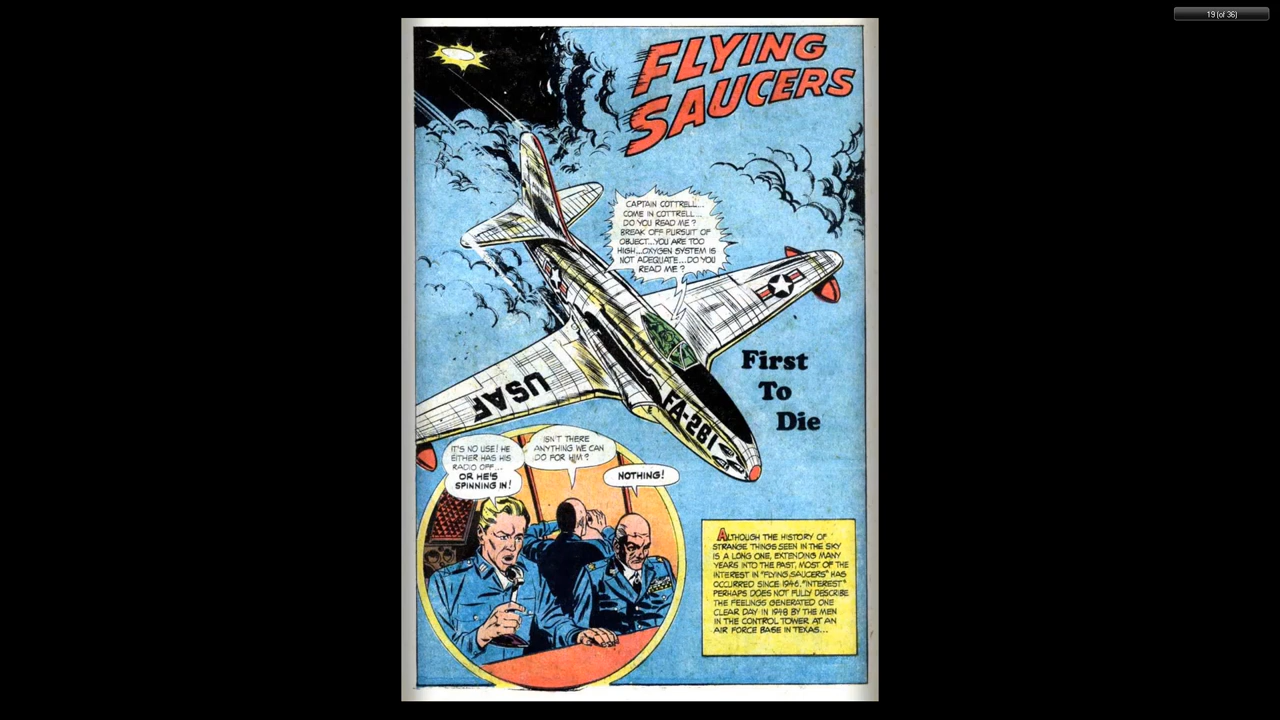 19 (of 36)
FLYING
SAUCERS
CAPTAIN COTTRELL...
COME IN COTTRELL...
DO YOU READ ME?
BREAK OFF PURSUIT OF
OBJECT...YOU ARE TOO
HIGH...OXYGEN SYSTEM IS
NOT ADEQUATE...DO YOU
READ ME?
First
To
Die
USAF
FA-281
IT'S NO USE! HE
EITHER HAS HIS
RADIO OFF...
OR HE'S
SPINNING IN!
ISN'T THERE
ANYTHING WE CAN
DO FOR HIM?
NOTHING!
ALTHOUGH THE HISTORY OF
STRANGE THINGS SEEN IN THE SKY
IS A LONG ONE, EXTENDING MANY
YEARS INTO THE PAST, MOST OF THE
INTEREST IN "FLYING SAUCERS" HAS
OCCURRED SINCE 1946. "INTEREST"
PERHAPS DOES NOT FULLY DESCRIBE
THE FEELINGS GENERATED ONE
CLEAR DAY IN 1948 BY THE MEN
IN THE CONTROL TOWER AT AN
AIR FORCE BASE IN TEXAS...